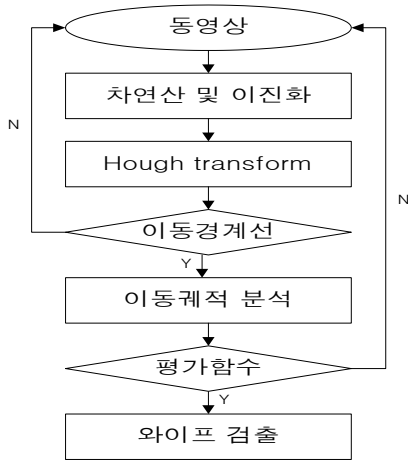 동영상
차연산 및 이진화
N
Hough transform
N
이동경계선
Y
이동궤적 분석
평가함수
Y
와이프 검출